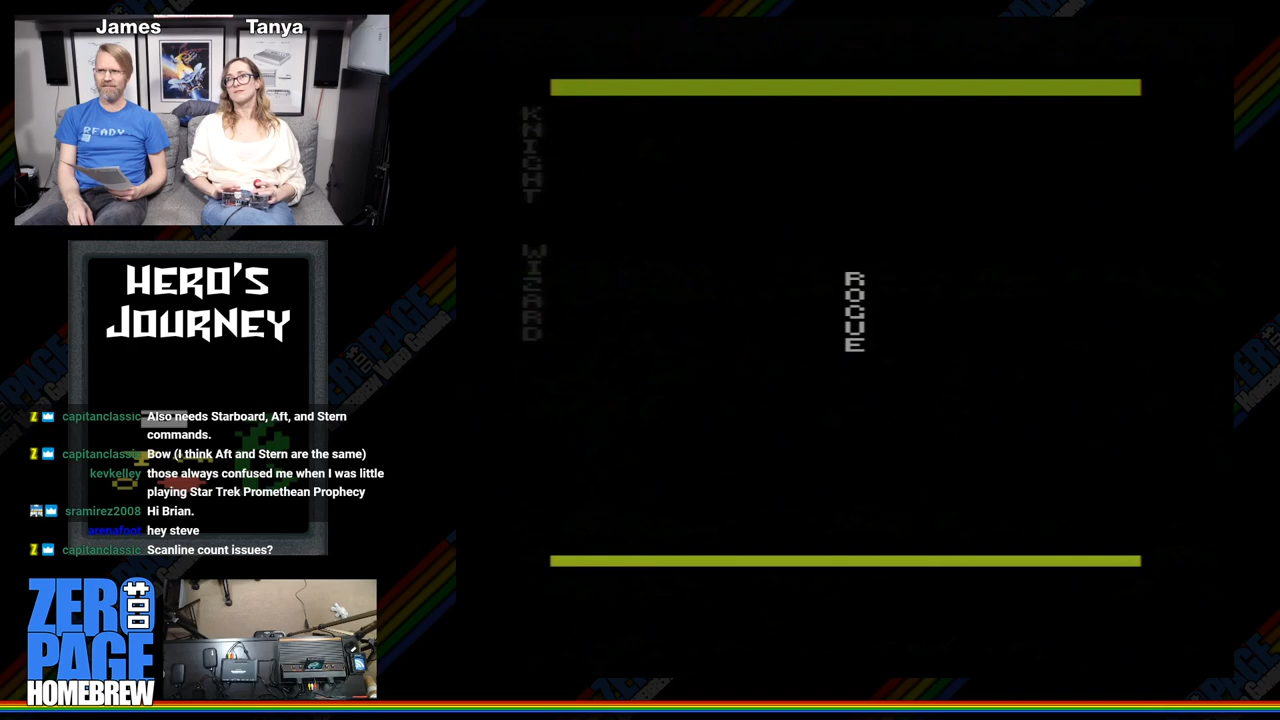 James
Tanya
READY.
HERO'S
JOURNEY
capitanclassic Also needs Starboard, Aft, and Stern
commands.
capitanclassic Bow (I think Aft and Stern are the same)
kevkelley those always confused me when I was little
playing Star Trek Promethean Prophecy
sramirez2008 Hi Brian.
arenafoot hey steve
capitanclassic Scanline count issues?
ZERO
PAGE
HOMEBREW
KNIGHT
WIZARD
ROGUE